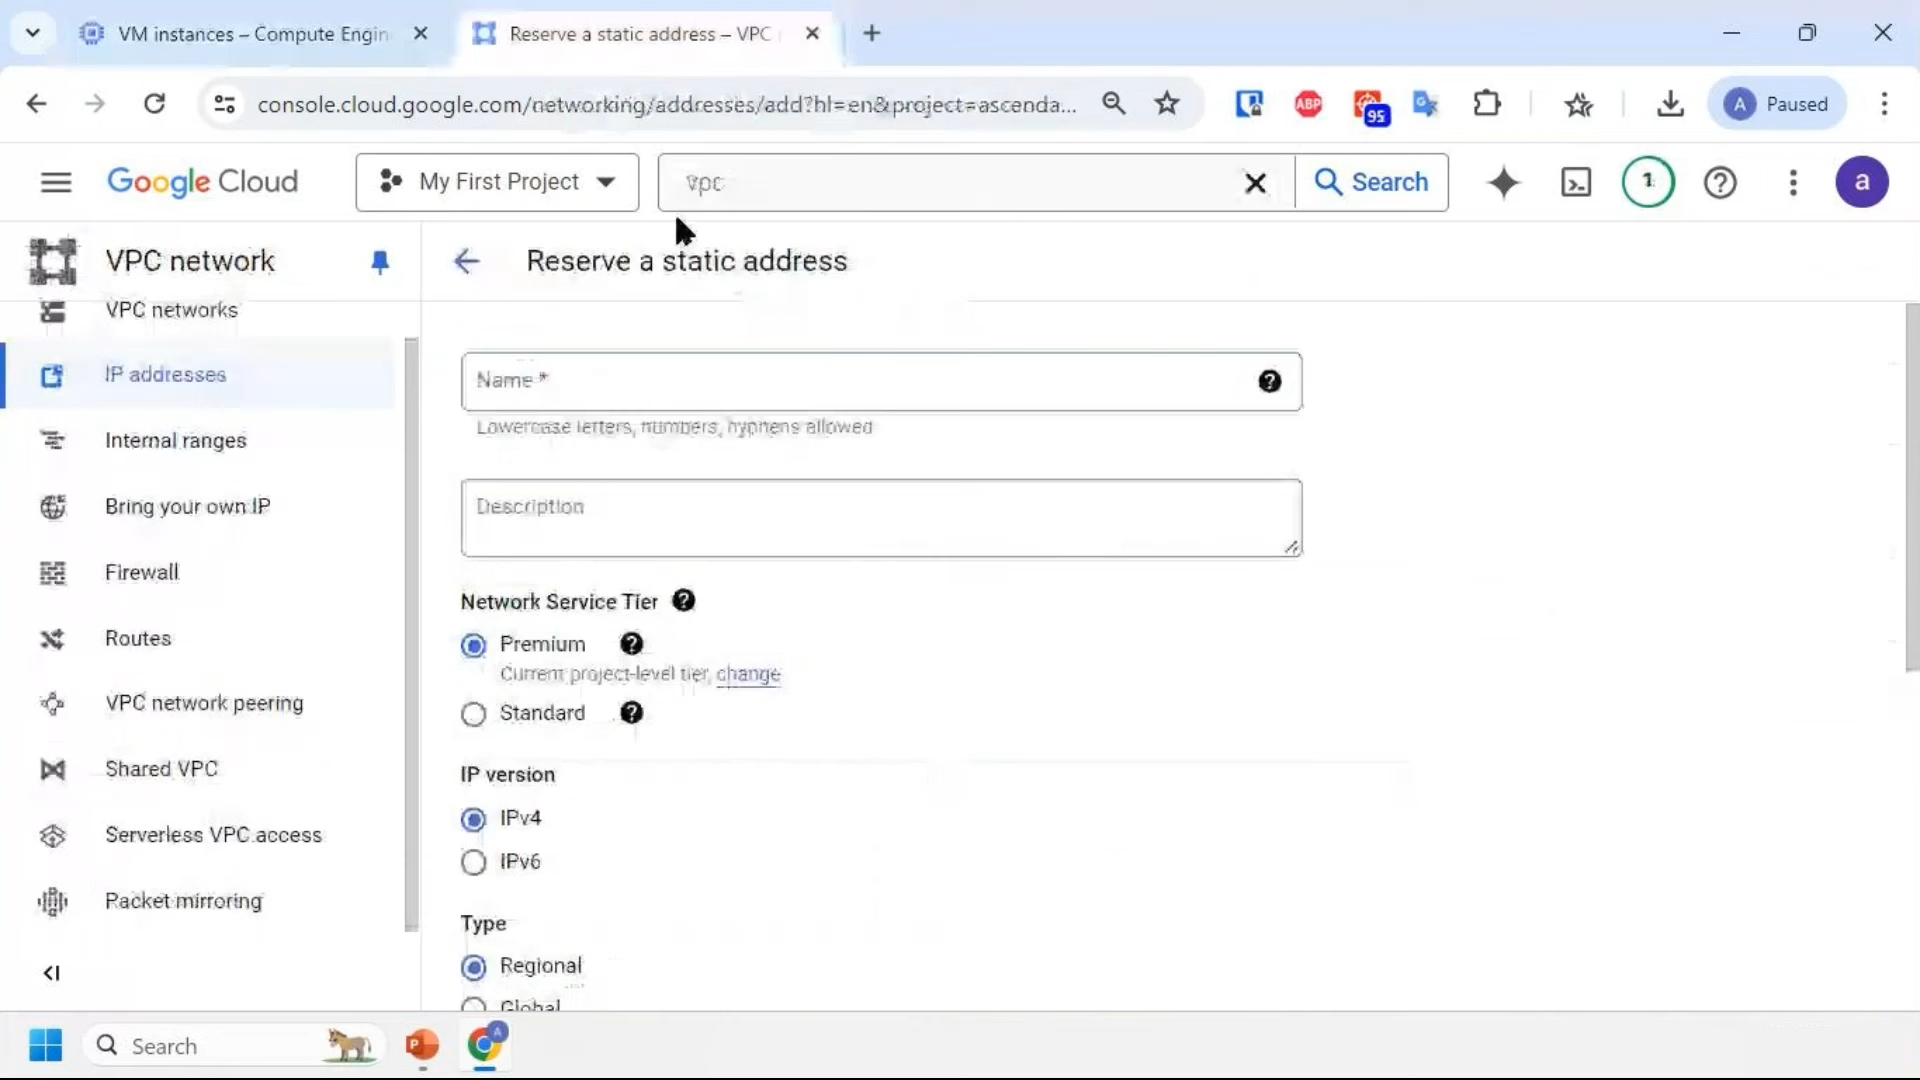 VM instances – Compute Engin
Reserve a static address – VPC
console.cloud.google.com/networking/addresses/add?hl=en&project=ascenda...
ABP
95
A
Paused
Google Cloud
My First Project
vpc
Search
1
a
VPC network
Reserve a static address
VPC networks
IP addresses
Internal ranges
Bring your own IP
Firewall
Routes
VPC network peering
Shared VPC
Serverless VPC access
Packet mirroring
Name *
Lowercase letters, numbers, hyphens allowed
Description
Network Service Tier
Premium
Current project-level tier, change
Standard
IP version
IPv4
IPv6
Type
Regional
Global
Search
P
A